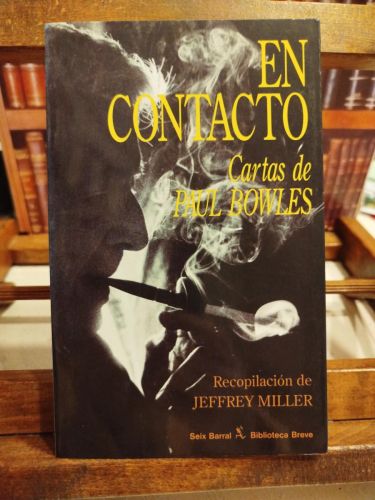 EN
CONTACTO
Cartas de
PAUL BOWLES
Recopilación de
JEFFREY MILLER
Seix Barral Biblioteca Breve